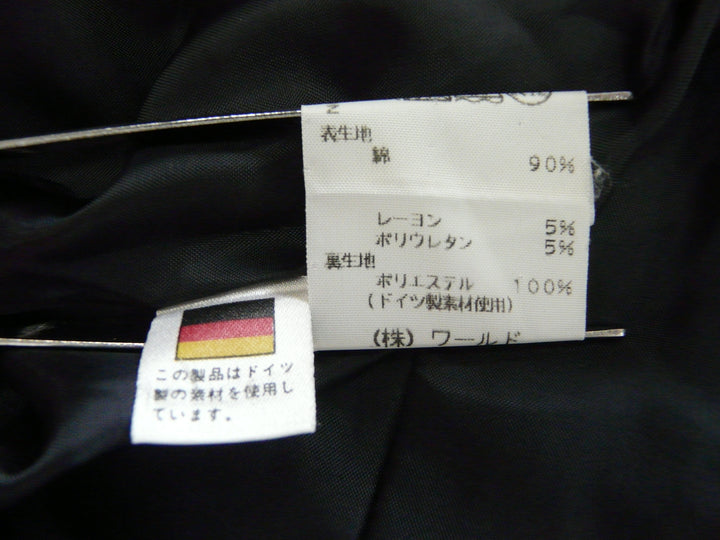 表生地
綿 90%
レーヨン 5%
ポリウレタン 5%
裏生地
ポリエステル 100%
(ドイツ製素材使用)
(株) ワールド
この製品はドイツ
製の素材を使用し
ています。